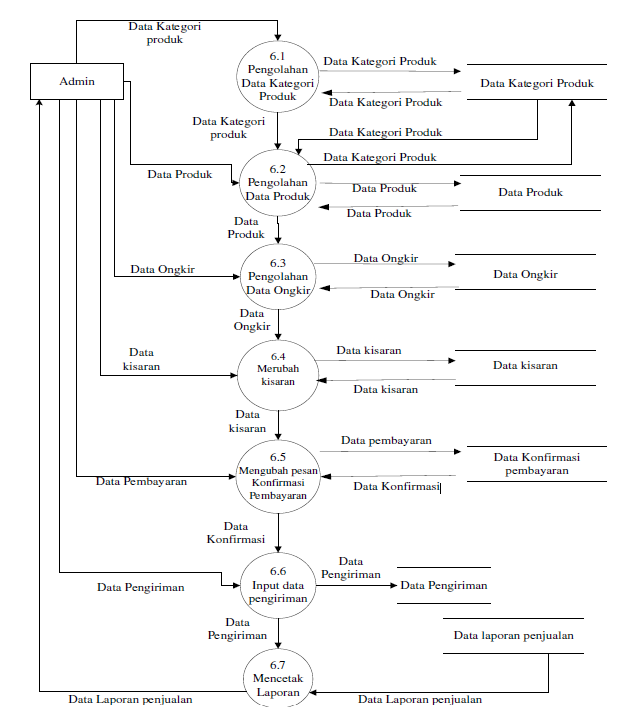 Data Kategori
produk
Admin
6.1
Pengolahan
Data Kategori
Produk
Data Kategori Produk
Data Kategori Produk
Data Kategori Produk
Data Kategori
produk
Data Kategori Produk
Data Kategori Produk
Data Produk
6.2
Pengolahan
Data Produk
Data Produk
Data Produk
Data Produk
Data
Produk
Data Ongkir
6.3
Pengolahan
Data Ongkir
Data Ongkir
Data Ongkir
Data Ongkir
Data
Ongkir
Data
kisaran
6.4
Merubah
kisaran
Data kisaran
Data kisaran
Data kisaran
Data
kisaran
Data Pembayaran
6.5
Mengubah pesan
Konfirmasi
Pembayaran
Data pembayaran
Data Konfirmasi
Data Konfirmasi
pembayaran
Data
Konfirmasi
Data Pengiriman
6.6
Input data
pengiriman
Data
Pengiriman
Data Pengiriman
Data
Pengiriman
Data laporan penjualan
6.7
Mencetak
Laporan
Data Laporan penjualan
Data Laporan penjualan